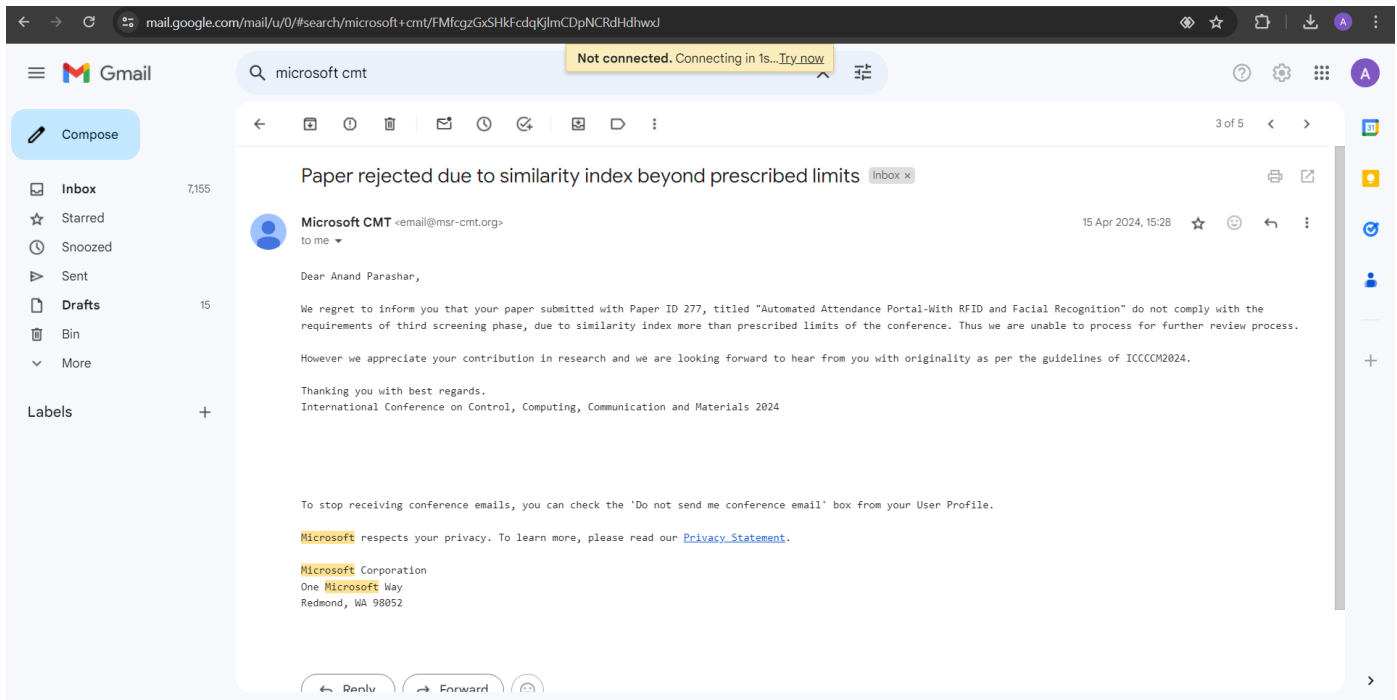 mail.google.com/mail/u/0/#search/microsoft+cmt/FMfcgzGxSHkFcdqKjlmCDpNCRdHdhwxJ
A
Not connected. Connecting in 1s...Try now
Gmail
microsoft cmt
A
Compose
3 of 5
31
Paper rejected due to similarity index beyond prescribed limits Inbox ×
Inbox 7,155
Starred
Snoozed
Sent
Drafts 15
Bin
More
Labels
Microsoft CMT <email@msr-cmt.org> 15 Apr 2024, 15:28
to me
Dear Anand Parashar,
We regret to inform you that your paper submitted with Paper ID 277, titled "Automated Attendance Portal-With RFID and Facial Recognition" do not comply with the
requirements of third screening phase, due to similarity index more than prescribed limits of the conference. Thus we are unable to process for further review process.
However we appreciate your contribution in research and we are looking forward to hear from you with originality as per the guidelines of ICCCCM2024.
Thanking you with best regards.
International Conference on Control, Computing, Communication and Materials 2024
To stop receiving conference emails, you can check the 'Do not send me conference email' box from your User Profile.
Microsoft respects your privacy. To learn more, please read our Privacy Statement.
Microsoft Corporation
One Microsoft Way
Redmond, WA 98052
Reply
Forward